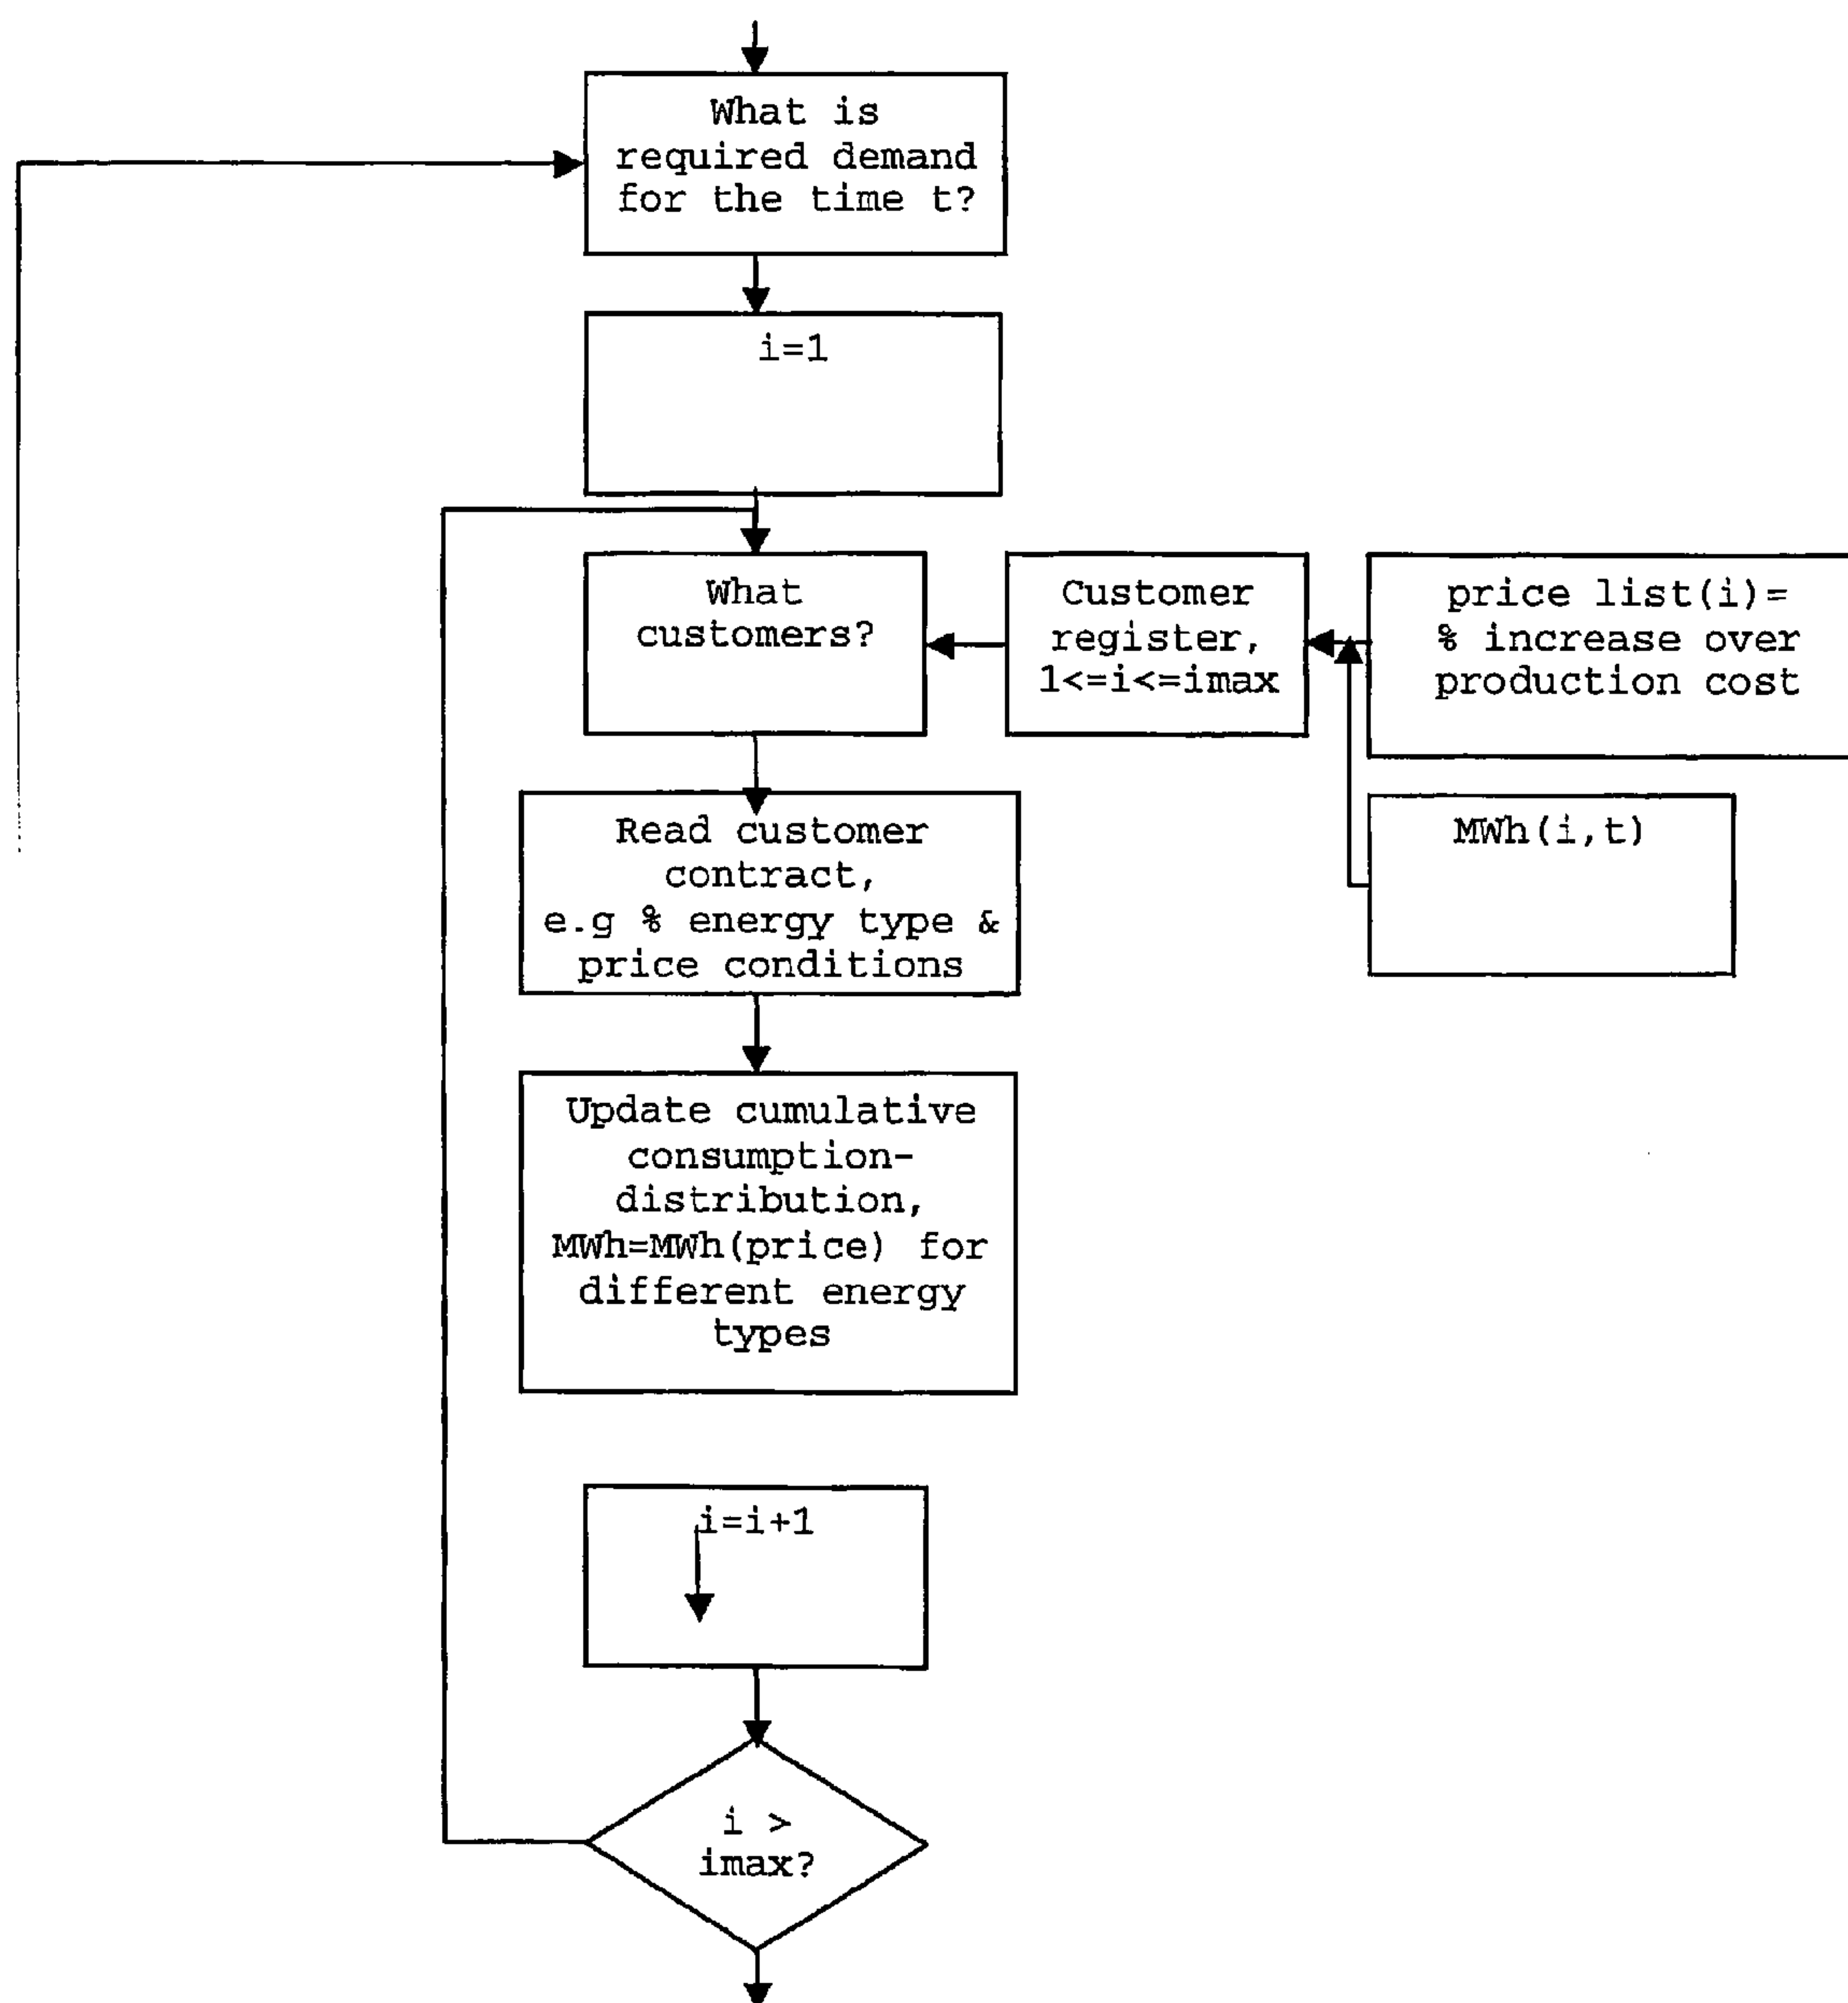 What is
required demand
for the time t?
i=1
What
customers?
Customer
register,
1<=i<=imax
price list(i)=
% increase over
production cost
MWh(i,t)
Read customer
contract,
e.g % energy type &
price conditions
Update cumulative
consumption-
distribution,
MWh=MWh(price) for
different energy
types
i=i+1
i >
imax?